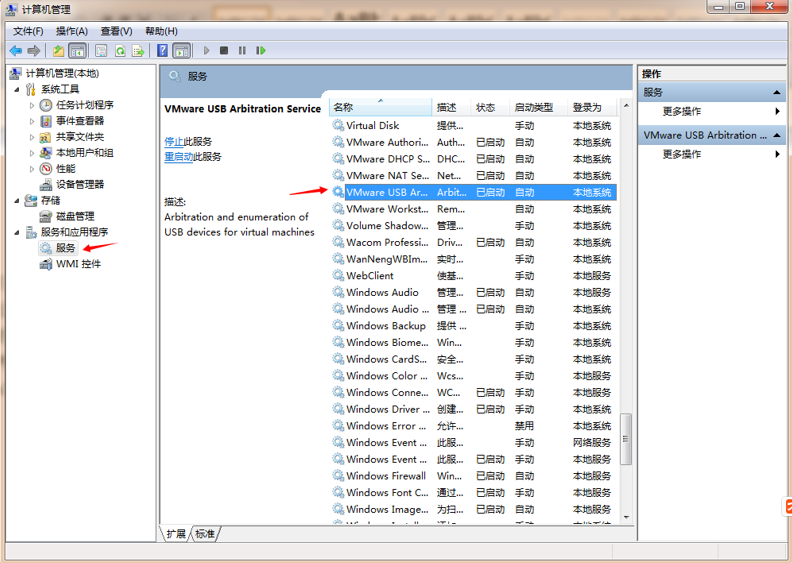 计算机管理
文件(F) 操作(A) 查看(V) 帮助(H)
计算机管理(本地)
系统工具
任务计划程序
事件查看器
共享文件夹
本地用户和组
性能
设备管理器
存储
磁盘管理
服务和应用程序
服务
WMI 控件
服务
VMware USB Arbitration Service
停止此服务
重启动此服务
描述:
Arbitration and enumeration of
USB devices for virtual machines
名称 描述 状态 启动类型 登录为
Virtual Disk 提供... 手动 本地系统
VMware Authori... Auth... 已启动 自动 本地系统
VMware DHCP S... DHC... 已启动 自动 本地系统
VMware NAT Se... Net... 已启动 自动 本地系统
VMware USB Ar... Arbit... 已启动 自动 本地系统
VMware Workst... Rem... 自动 本地系统
Volume Shadow... 管理... 手动 本地系统
Wacom Professi... Driv... 已启动 自动 本地系统
WanNengWBIm... 实时... 手动 本地系统
WebClient 使基... 手动 本地服务
Windows Audio 管理... 已启动 自动 本地服务
Windows Audio ... 管理 ... 已启动 自动 本地系统
Windows Backup 提供 ... 手动 本地系统
Windows Biome... Win... 手动 本地系统
Windows CardS... 安全... 手动 本地系统
Windows Color ... Wcs... 手动 本地服务
Windows Conne... WC... 已启动 手动 本地服务
Windows Driver ... 创建... 已启动 手动 本地系统
Windows Error ... 允许... 禁用 本地系统
Windows Event ... 此服... 手动 网络服务
Windows Event ... 此服... 已启动 手动 本地服务
Windows Firewall Win... 已启动 自动 本地服务
Windows Font C... 通过... 已启动 手动 本地服务
Windows Image... 为扫... 已启动 自动 本地服务
扩展 标准
操作
服务
更多操作
VMware USB Arbitration ...
更多操作